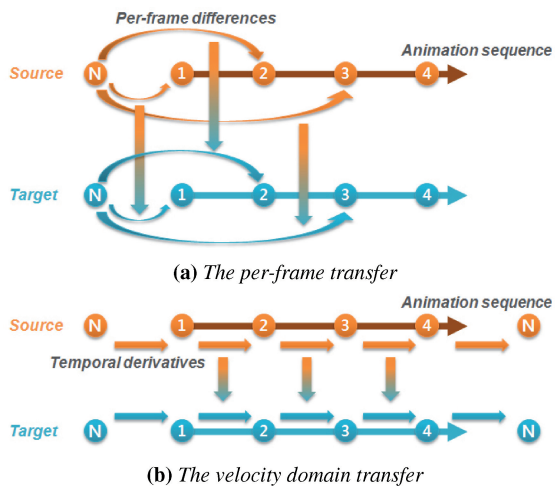 Per-frame differences
Animation sequence
Source N 1 2 3 4
Target N 1 2 3 4
(a) The per-frame transfer
Animation sequence
Source N 1 2 3 4 N
Temporal derivatives
Target N 1 2 3 4 N
(b) The velocity domain transfer